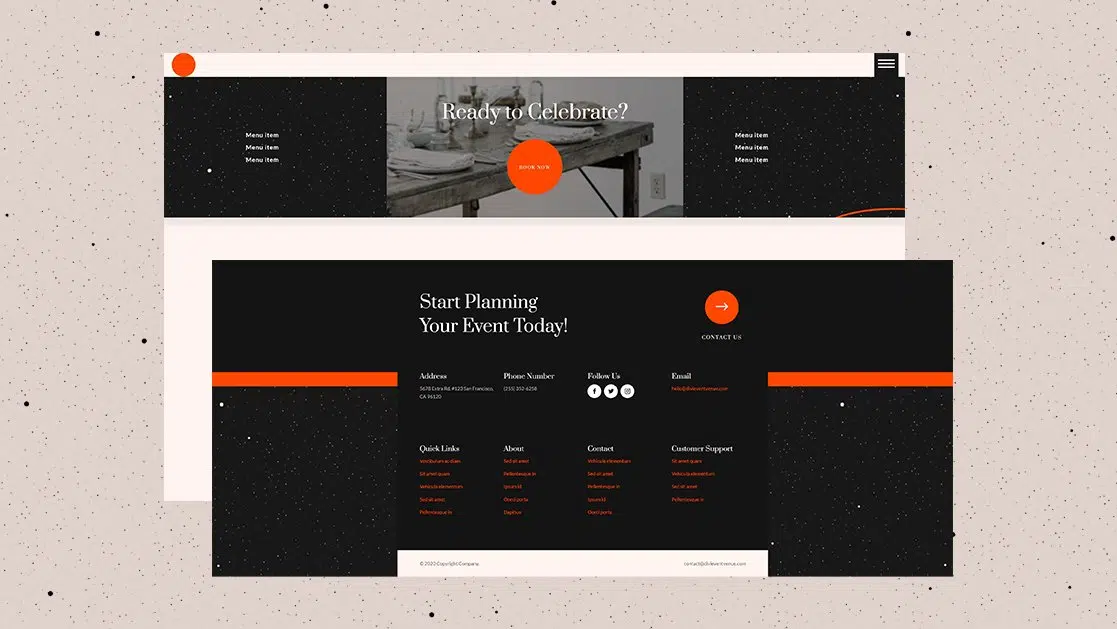 Ready to Celebrate?
Menu Item
Menu Item
Menu Item
BOOK NOW
Menu Item
Menu Item
Menu Item
Start Planning
Your Event Today!
CONTACT US
Address
5678 Extra Rd. #123 San Francisco,
CA 96120
Phone Number
(255) 352-6258
Follow Us
Email
hello@divieventvenue.com
Quick Links
Vestibulum ac diam
Sit amet quam
Vehicula elementum
Sed sit amet
Pellentesque in
About
Sed sit amet
Pellentesque in
Ipsum id
Orci porta
Dapibus
Contact
Vehicula elementum
Sed sit amet
Pellentesque in
Ipsum id
Orci porta
Customer Support
Sit amet quam
Vehicula elementum
Sed sit amet
Pellentesque in
© 2020 Copyright Company
contact@divieventvenue.com